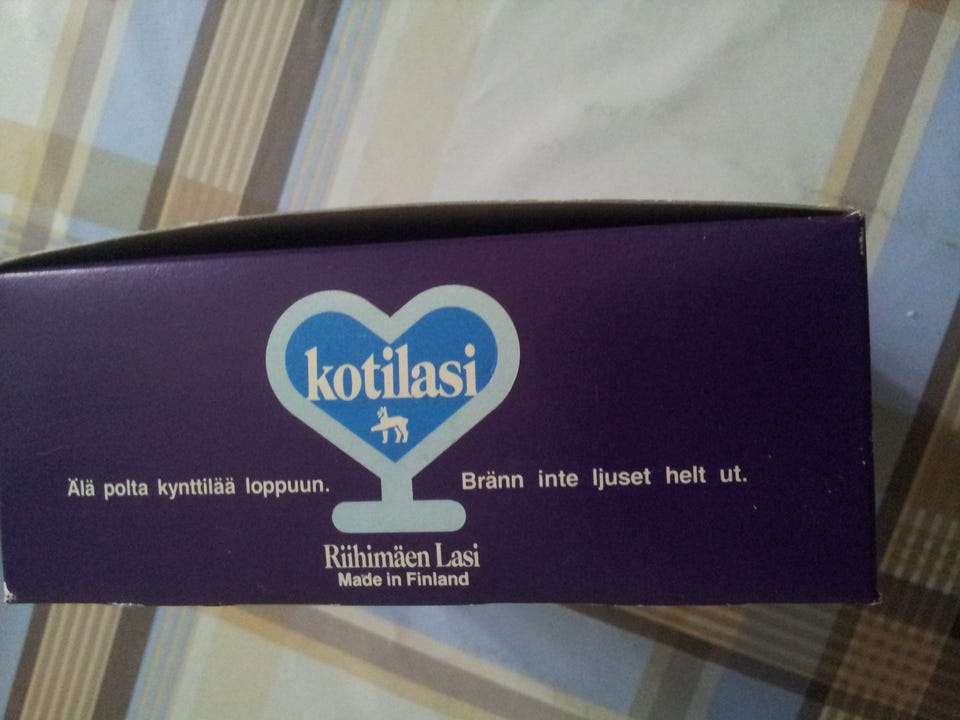 kotilasi
Älä polta kynttilää loppuun.
Bränn inte ljuset helt ut.
Riihimäen Lasi
Made in Finland